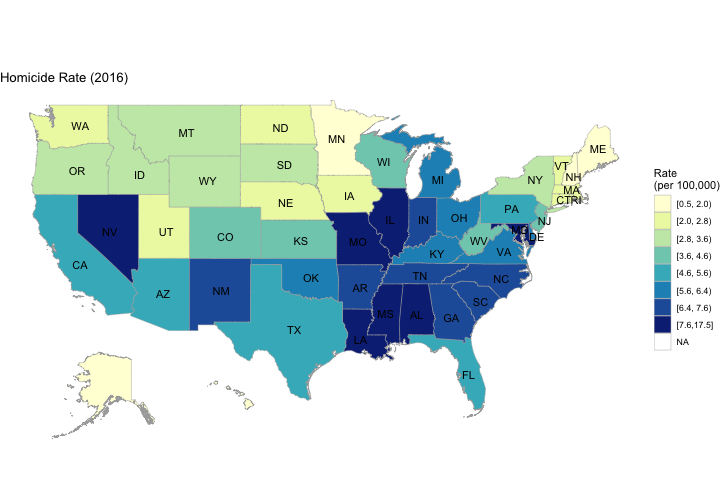 Homicide Rate (2016)
WA
MT
ND
MN
ME
OR
ID
WY
SD
WI
MI
NY
VT
NH
MA
CTRI
NV
UT
CO
NE
IA
IL
IN
OH
PA
NJ
CA
AZ
NM
KS
OK
TX
MO
AR
LA
KY
TN
MS
AL
GA
FL
SC
NC
VA
WV
DE
Rate
(per 100,000)
[0.5, 2.0)
[2.0, 2.8)
[2.8, 3.6)
[3.6, 4.6)
[4.6, 5.6)
[5.6, 6.4)
[6.4, 7.6)
[7.6,17.5]
NA